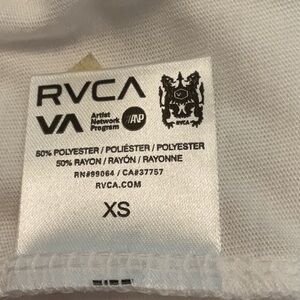 RVCA
VA Artist Network Program ANP
RVCA
50% POLYESTER / POLIÉSTER / POLYESTER
50% RAYON / RAYÓN / RAYONNE
RN#99064 / CA#37757
RVCA.COM
XS